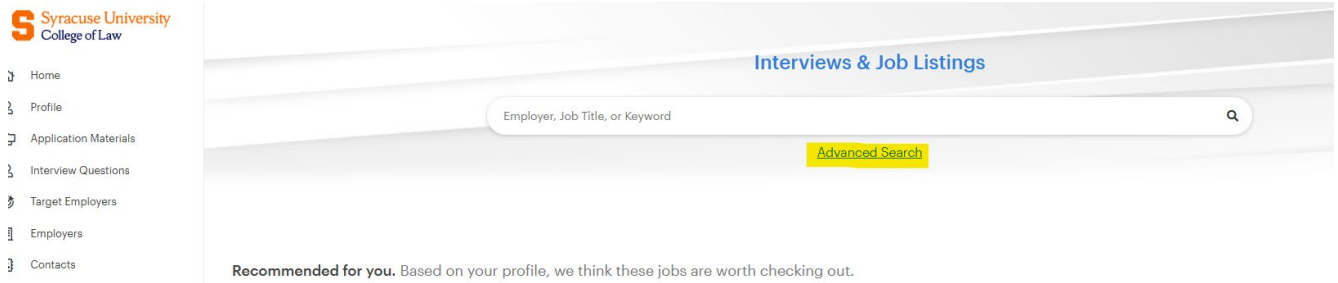 Syracuse University
College of Law
Home
Profile
Application Materials
Interview Questions
Target Employers
Employers
Contacts
Interviews & Job Listings
Employer, Job Title, or Keyword
Advanced Search
Recommended for you. Based on your profile, we think these jobs are worth checking out.